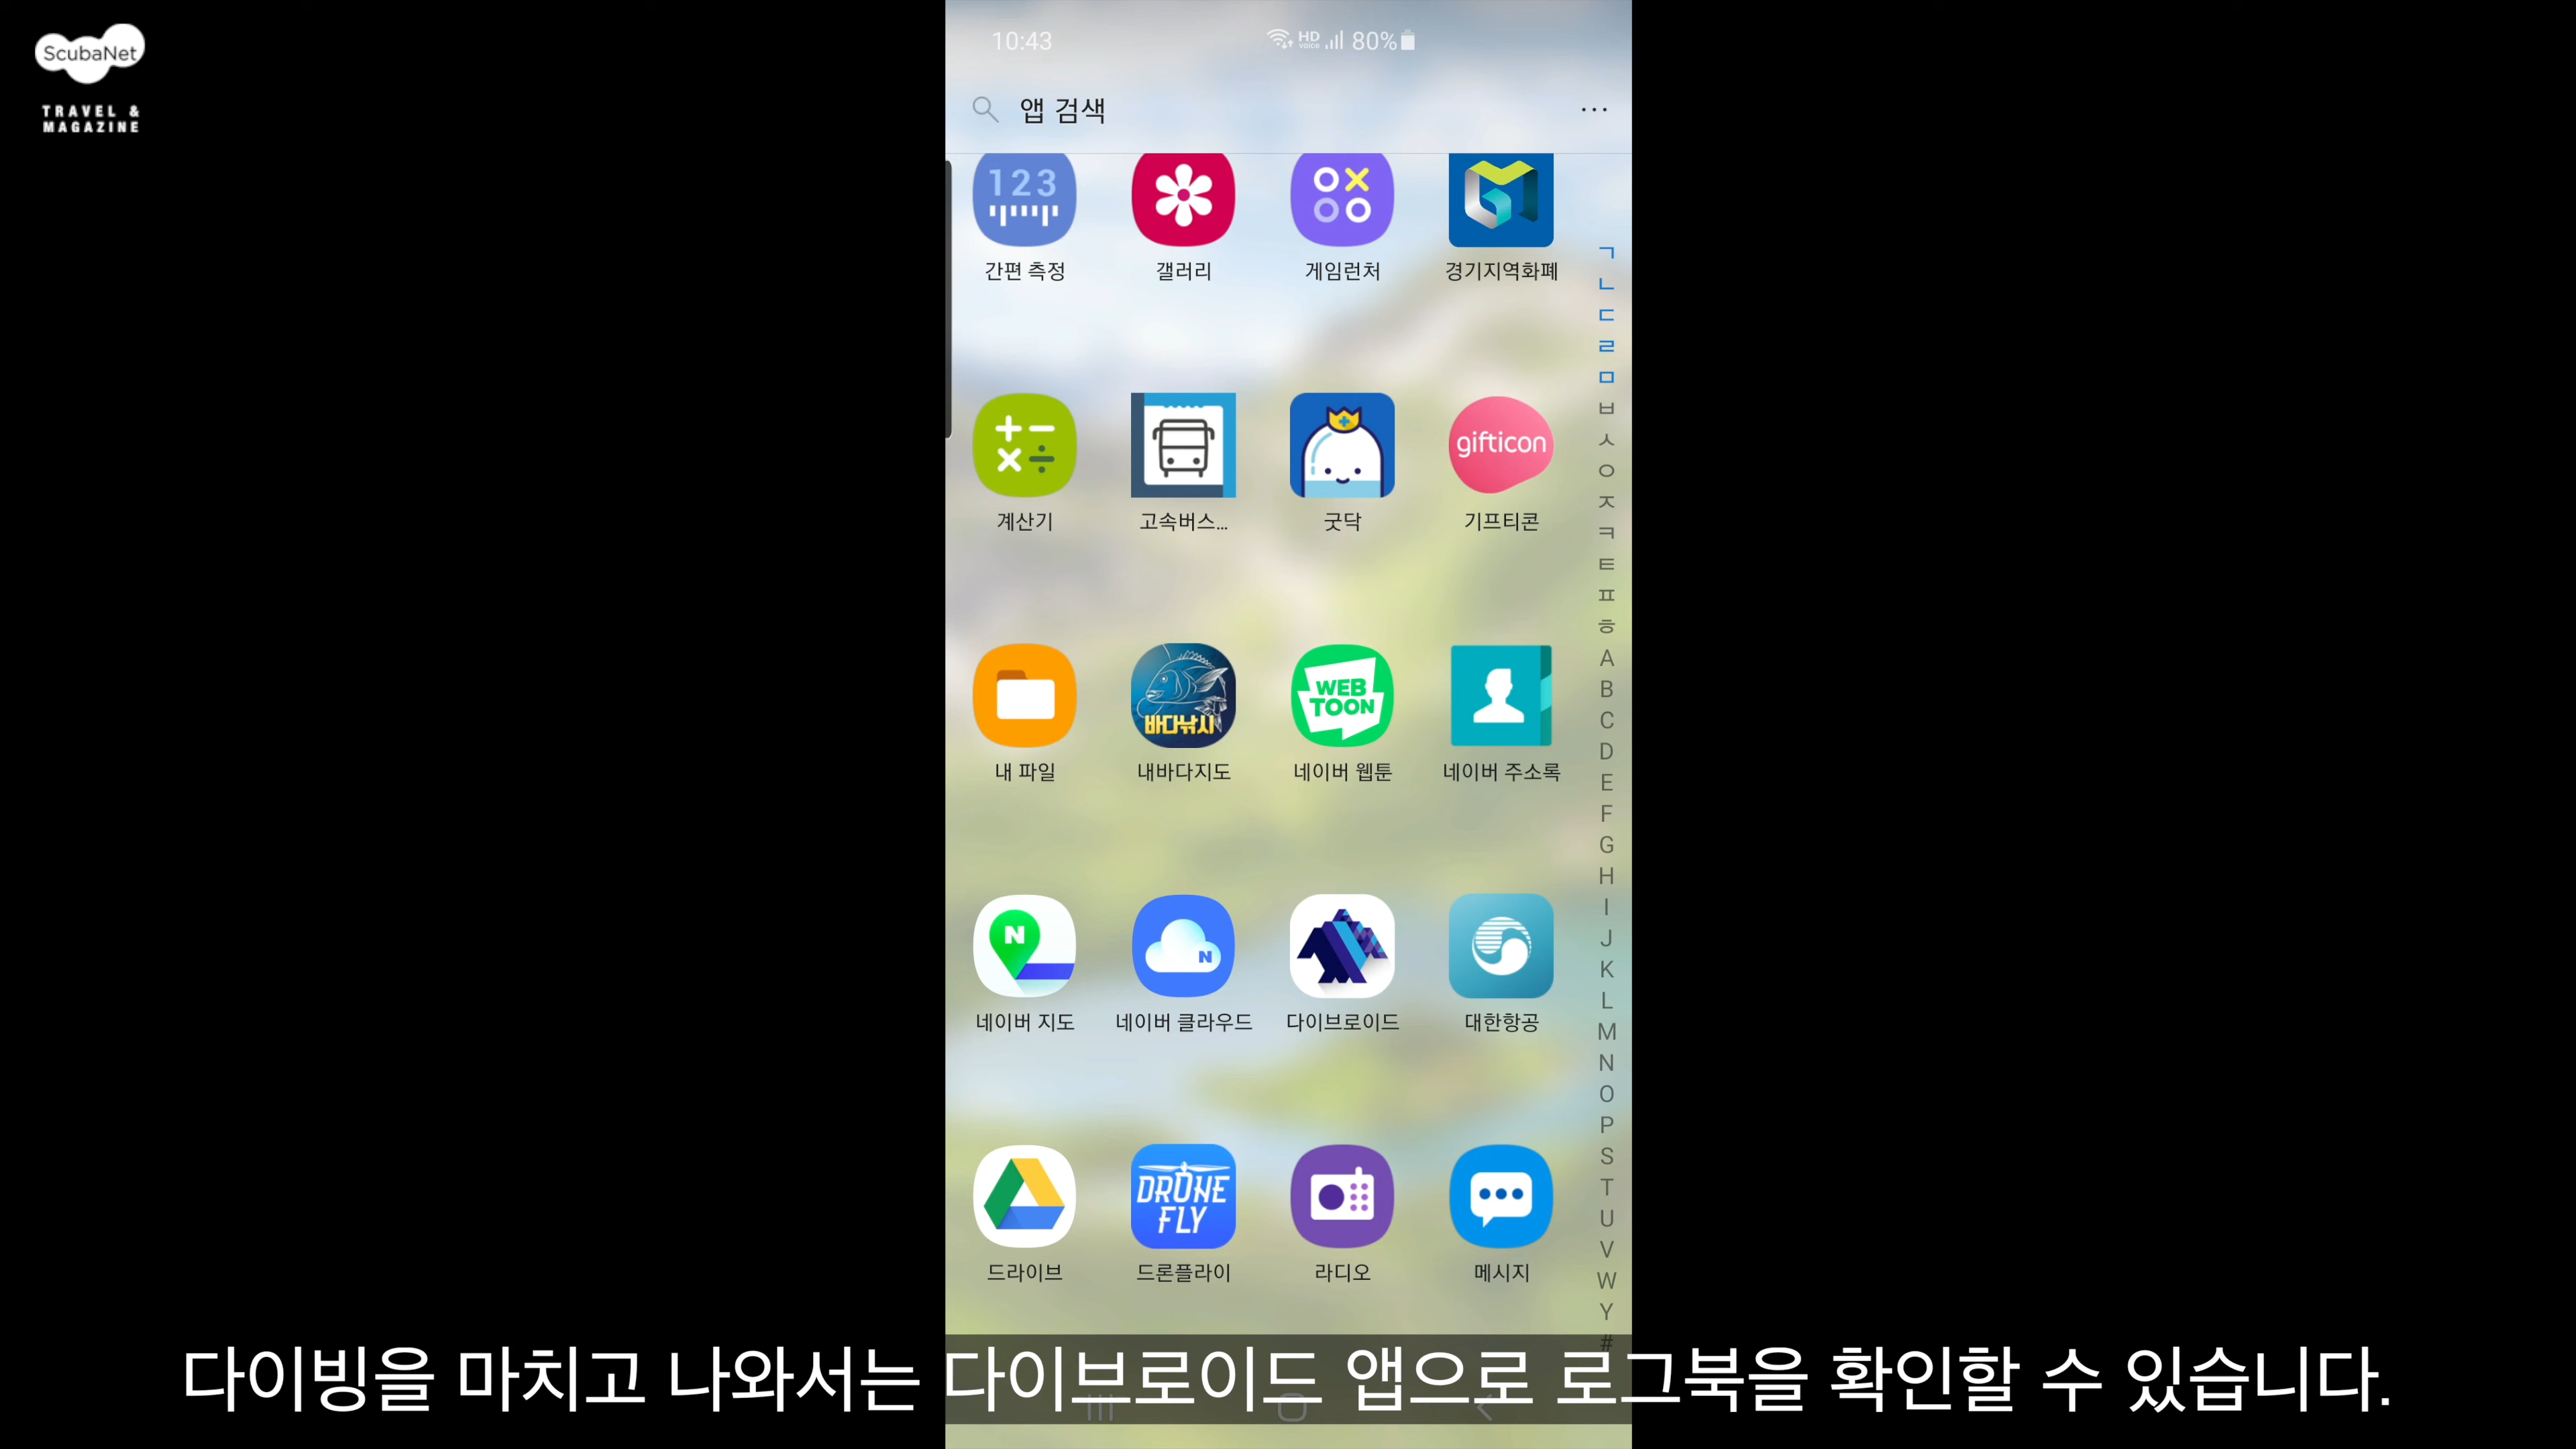 ScubaNet
TRAVEL &
MAGAZINE
10:43
HD
VOICE
80%
앱 검색
123
간편 측정
갤러리
게임런처
경기지역화폐
계산기
고속버스...
굿닥
gifticon
기프티콘
내 파일
바다낚시
내바다지도
WEB
TOON
네이버 웹툰
네이버 주소록
N
네이버 지도
N
네이버 클라우드
다이브로이드
대한항공
드라이브
DRONE
FLY
드론플라이
라디오
메시지
ㄱ
ㄴ
ㄷ
ㄹ
ㅁ
ㅂ
ㅅ
ㅇ
ㅈ
ㅋ
ㅌ
ㅍ
ㅎ
A
B
C
D
E
F
G
H
I
J
K
L
M
N
O
P
S
T
U
V
W
Y
#
다이빙을 마치고 나와서는 다이브로이드 앱으로 로그북을 확인할 수 있습니다.